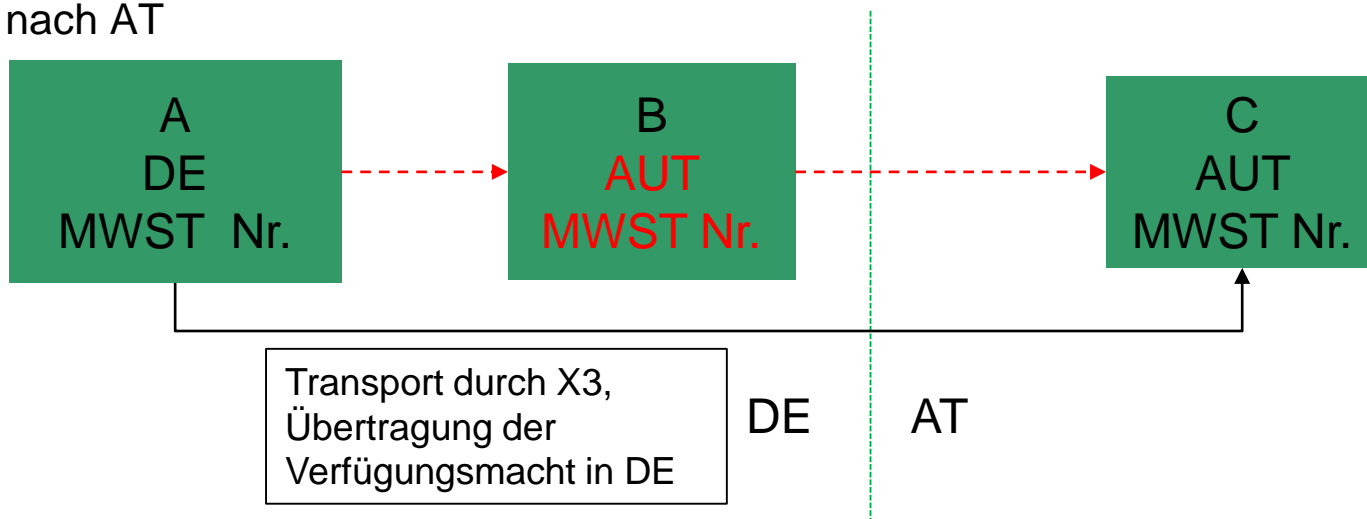 nach AT
A
DE
MWST Nr.
B
AUT
MWST Nr.
C
AUT
MWST Nr.
Transport durch X3,
Übertragung der
Verfügungsmacht in DE
DE
AT